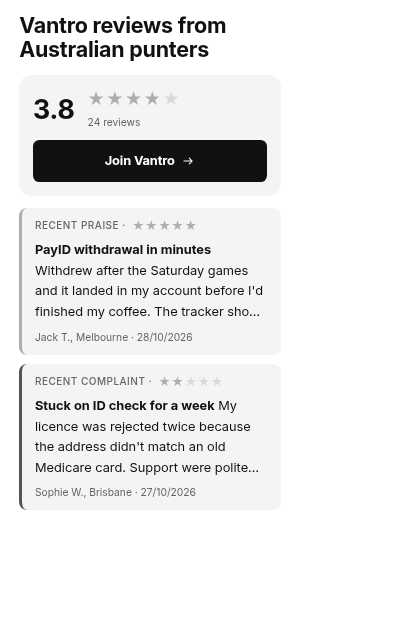 Vantro reviews from
Australian punters
3.8
★★★★★
24 reviews
Join Vantro →
RECENT PRAISE · ★★★★★
PayID withdrawal in minutes
Withdrew after the Saturday games
and it landed in my account before I'd
finished my coffee. The tracker sho...
Jack T., Melbourne · 28/10/2026
RECENT COMPLAINT · ★★★★★
Stuck on ID check for a week My
licence was rejected twice because
the address didn't match an old
Medicare card. Support were polite...
Sophie W., Brisbane · 27/10/2026